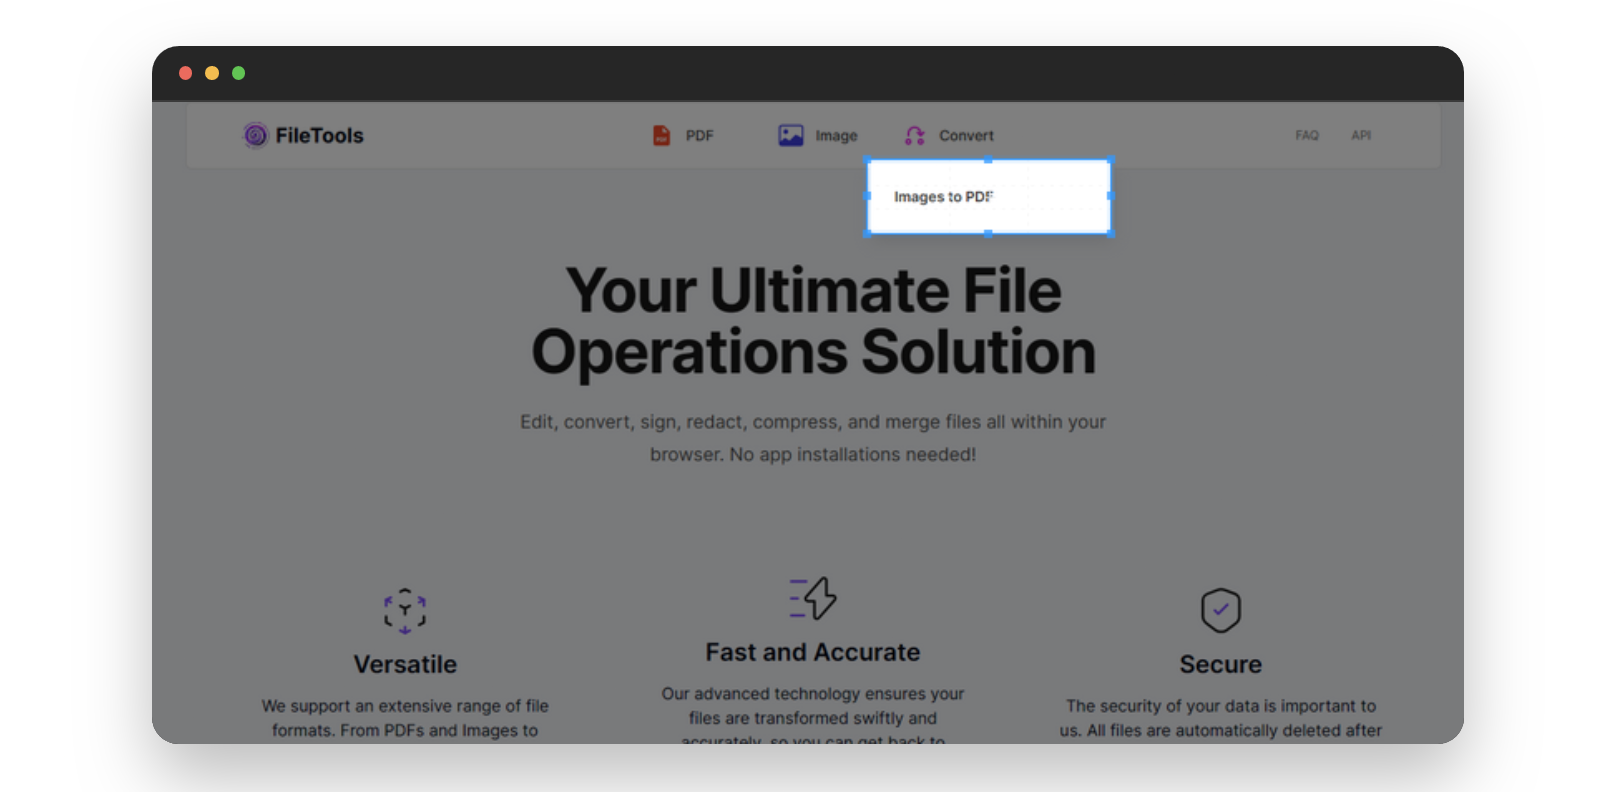 FileTools
PDF
Image
Convert
FAQ
API
Images to PDF
Your Ultimate File
Operations Solution
Edit, convert, sign, redact, compress, and merge files all within your
browser. No app installations needed!
Versatile
We support an extensive range of file
formats. From PDFs and Images to
Fast and Accurate
Our advanced technology ensures your
files are transformed swiftly and
accurately, so you can get back to
Secure
The security of your data is important to
us. All files are automatically deleted after